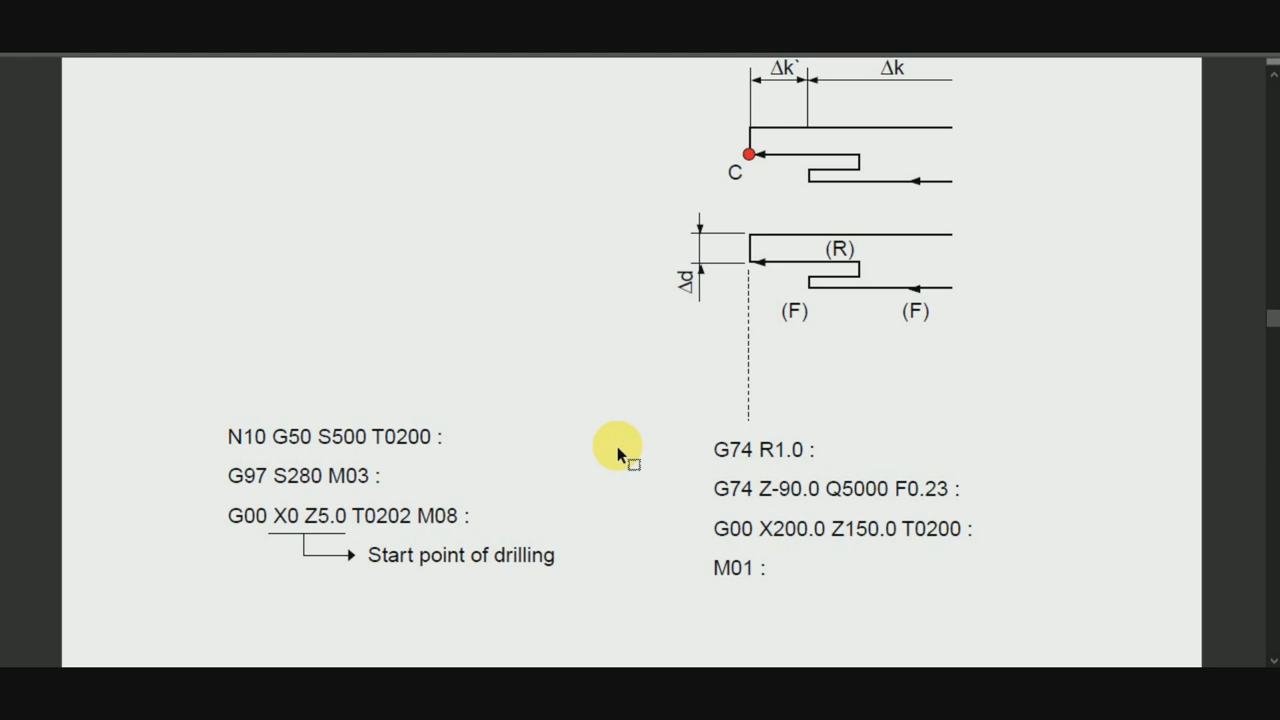 Δk` Δk
C
(R)
Δd
(F) (F)
N10 G50 S500 T0200 :
G97 S280 M03 :
G00 X0 Z5.0 T0202 M08 :
Start point of drilling
G74 R1.0 :
G74 Z-90.0 Q5000 F0.23 :
G00 X200.0 Z150.0 T0200 :
M01 :